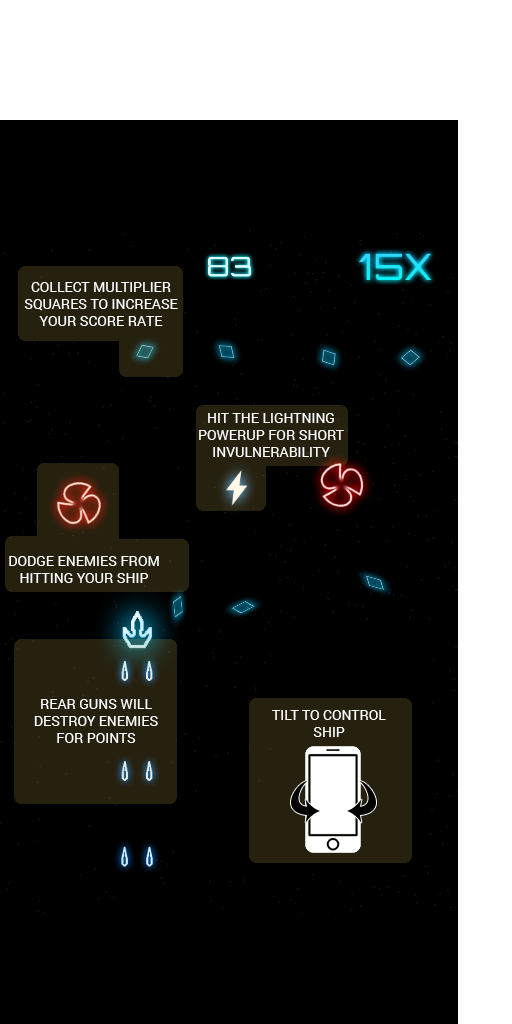 83
15X
COLLECT MULTIPLIER
SQUARES TO INCREASE
YOUR SCORE RATE
HIT THE LIGHTNING
POWERUP FOR SHORT
INVULNERABILITY
DODGE ENEMIES FROM
HITTING YOUR SHIP
REAR GUNS WILL
DESTROY ENEMIES
FOR POINTS
TILT TO CONTROL
SHIP